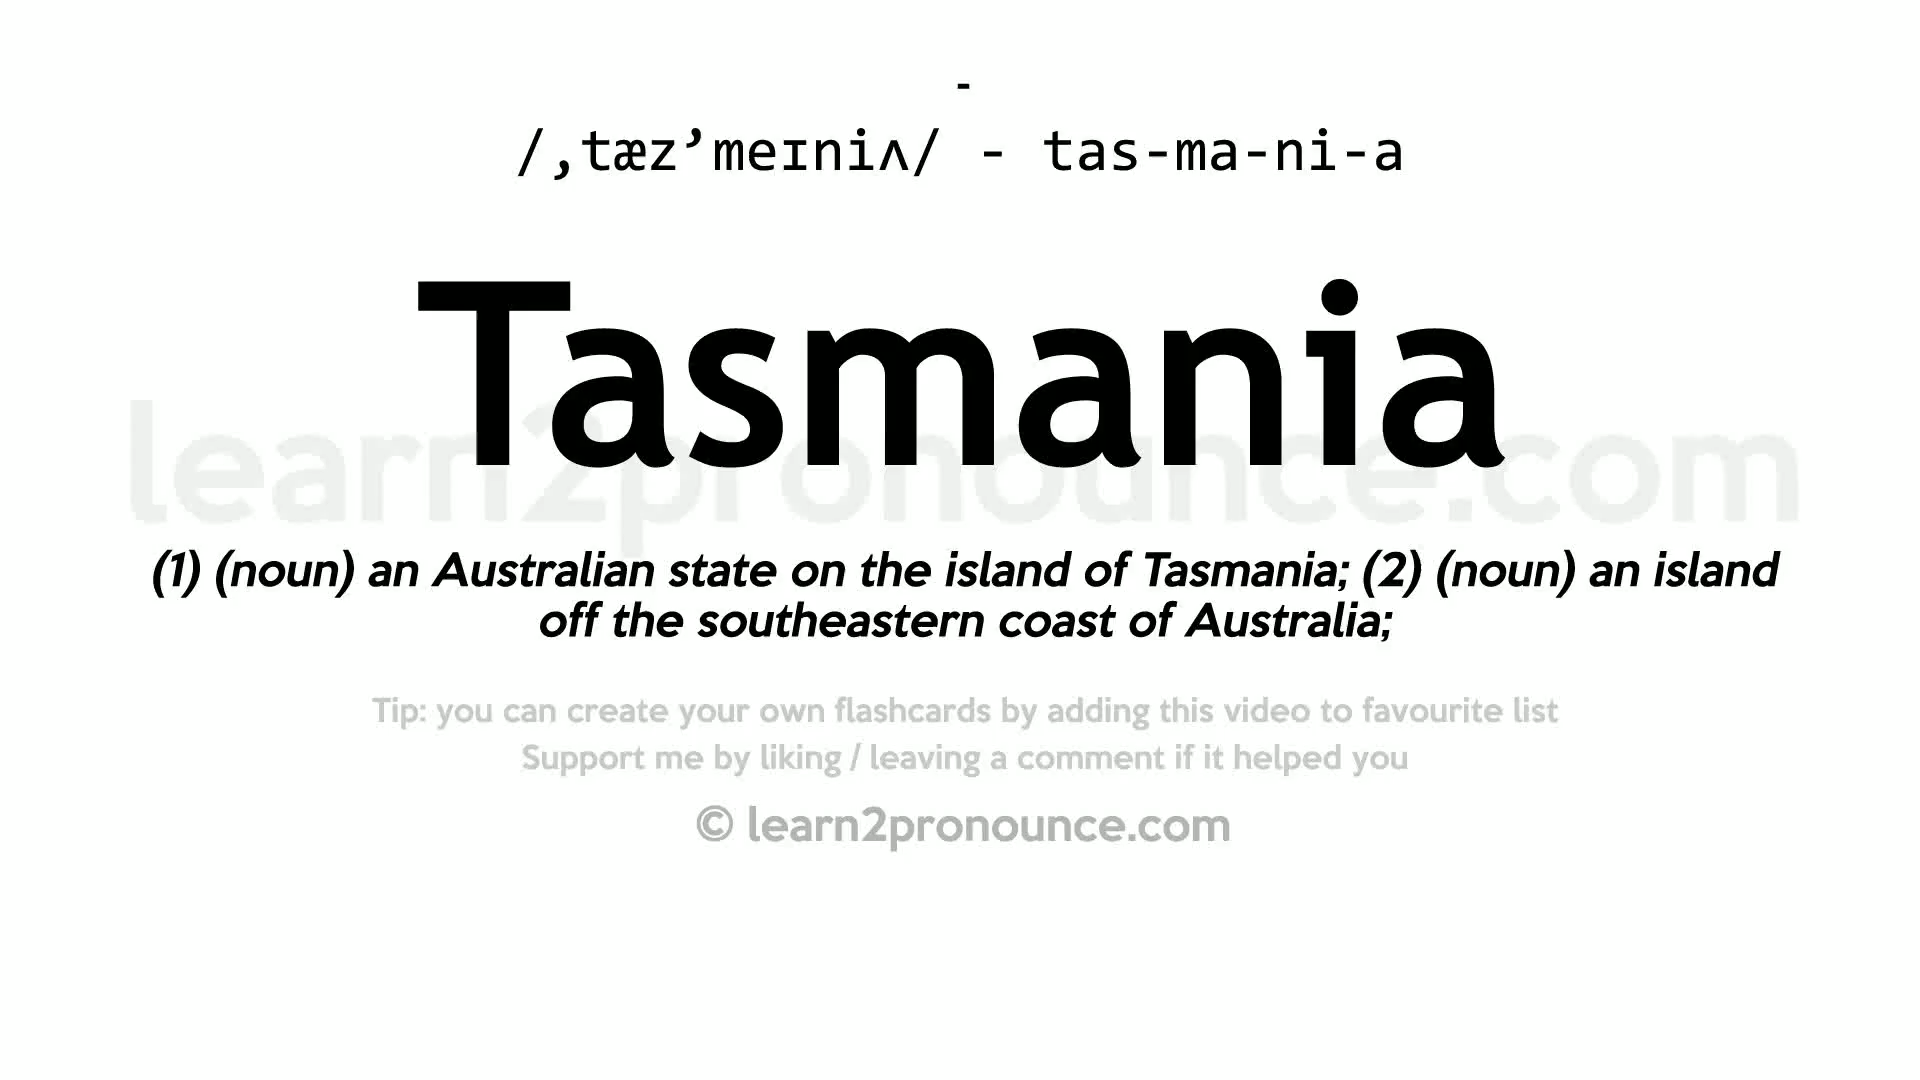 -
/,tæz’meɪniʌ/ - tas-ma-ni-a
Tasmania
learn2pronounce.com
(1) (noun) an Australian state on the island of Tasmania; (2) (noun) an island
off the southeastern coast of Australia;
Tip: you can create your own flashcards by adding this video to favourite list
Support me by liking / leaving a comment if it helped you
© learn2pronounce.com